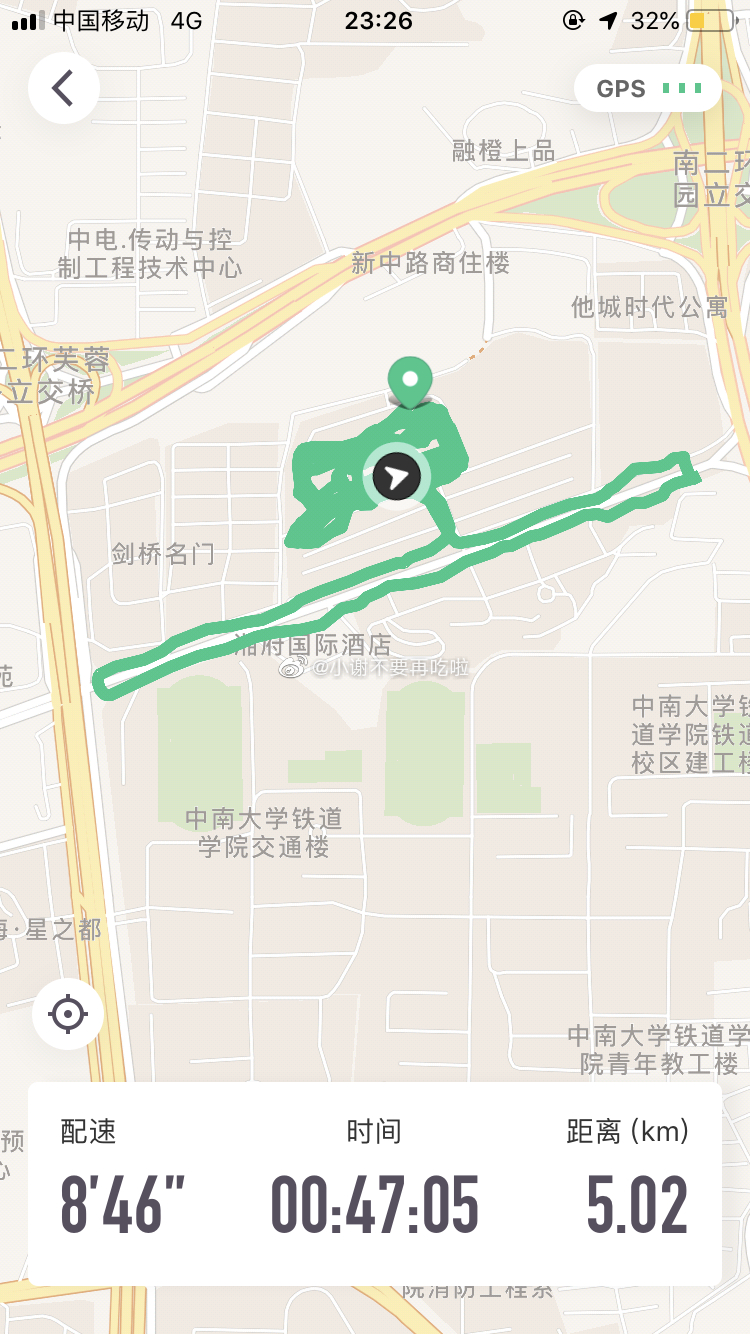 中国移动 4G 23:26 32%
GPS
融橙上品
南二环
园立交
中电.传动与控
制工程技术中心
新中路商住楼
他城时代公寓
二环芙蓉
立交桥
剑桥名门
湘府国际酒店
@小谢不要再吃啦
苑
中南大学铁
道学院铁道
校区建工楼
中南大学铁道
学院交通楼
海·星之都
中南大学铁道学
院青年教工楼
预
心
配速 时间 距离 (km)
8'46" 00:47:05 5.02
院消防工程系